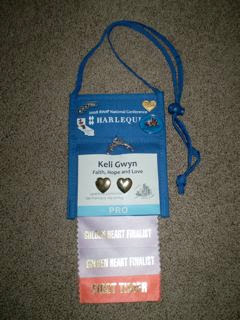 2008 RWA National Conference
HARLEQU
Keli Gwyn
Faith, Hope and Love
PRO
GOLDEN HEART FINALIST
GOLDEN HEART FINALIST
FIRST TIMER